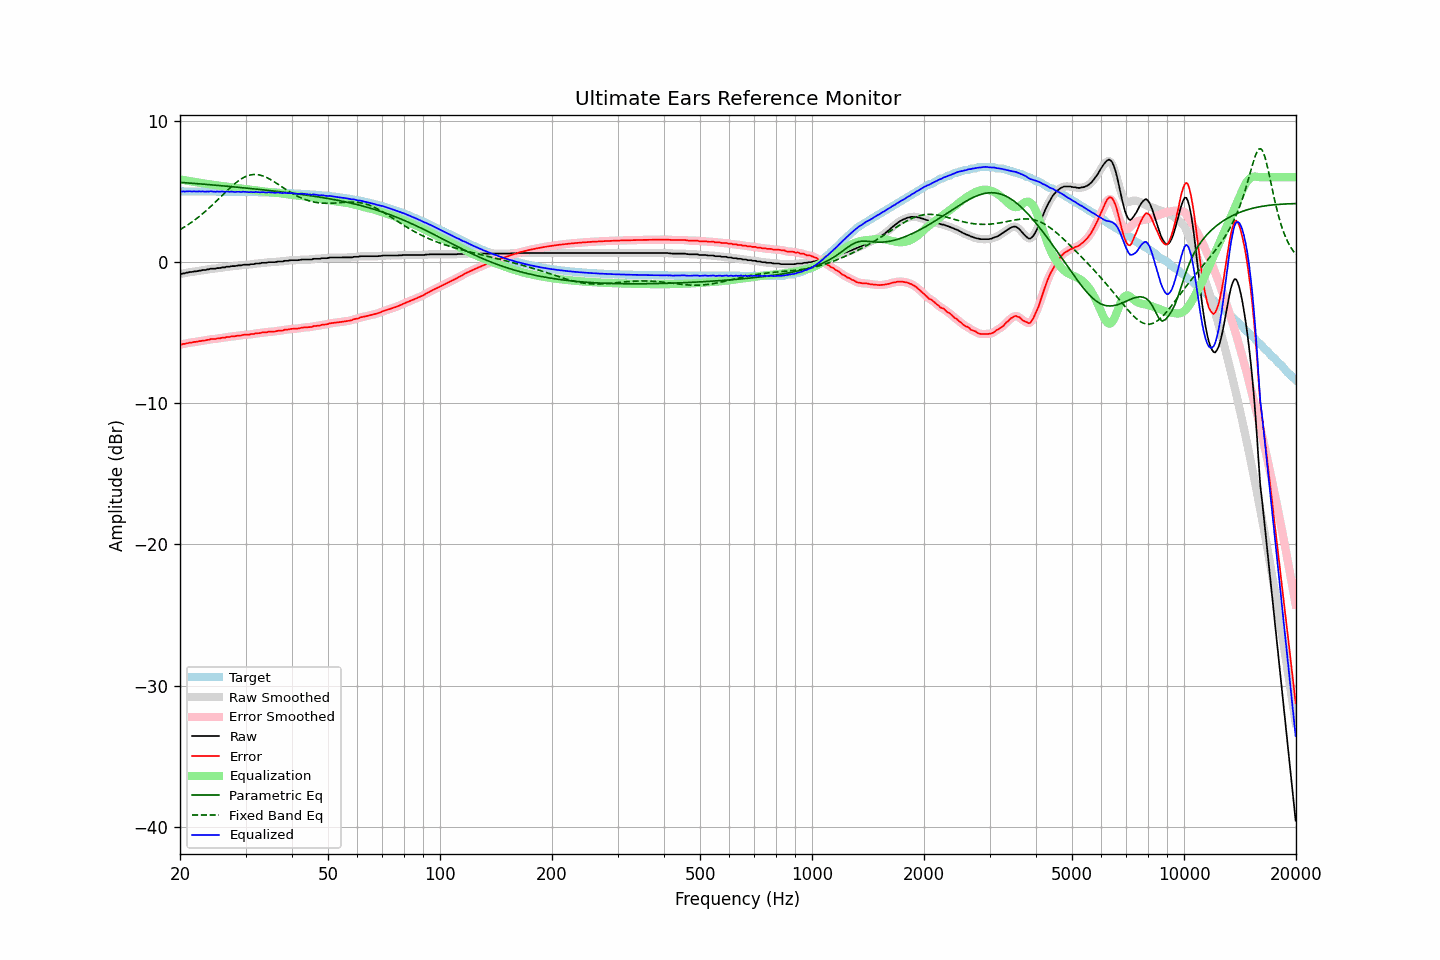 Ultimate Ears Reference Monitor
10
0
−10
−20
−30
−40
Amplitude (dBr)
Target
Raw Smoothed
Error Smoothed
Raw
Error
Equalization
Parametric Eq
Fixed Band Eq
Equalized
20
50
100
200
500
1000
2000
5000
10000
20000
Frequency (Hz)